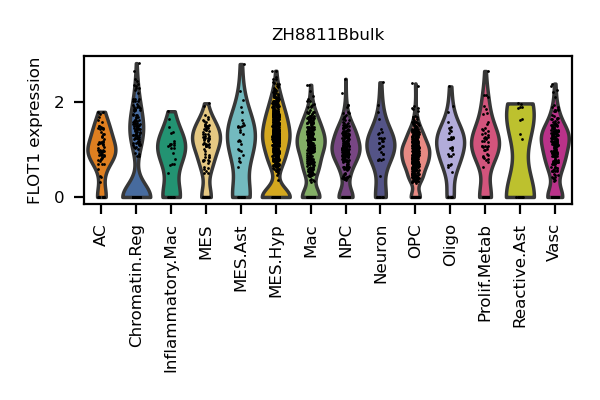 ZH8811Bbulk
FLOT1 expression
2
0
AC
Chromatin.Reg
Inflammatory.Mac
MES
MES.Ast
MES.Hyp
Mac
NPC
Neuron
OPC
Oligo
Prolif.Metab
Reactive.Ast
Vasc